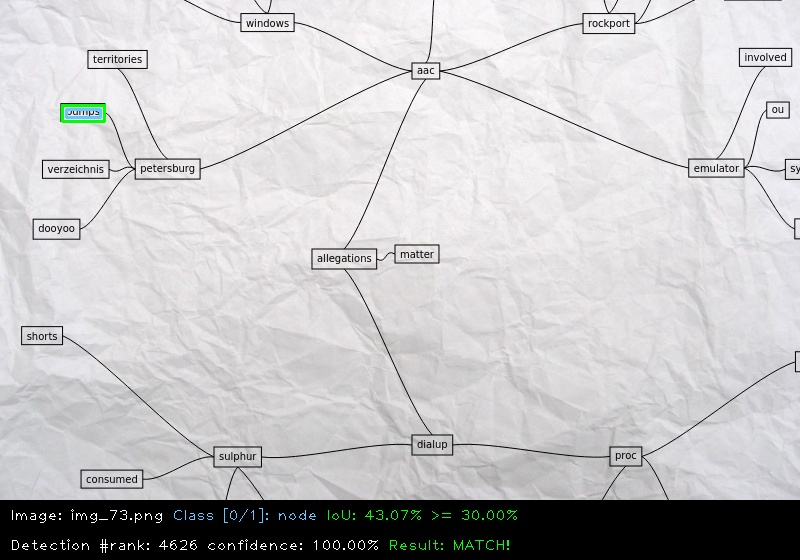 windows
rockport
territories
aac
involved
pumps
ou
verzeichnis
petersburg
emulator
sy
dooyoo
allegations
matter
shorts
sulphur
dialup
proc
consumed
Image: img_73.png Class [0/1]: node IoU: 43.07% >= 30.00%
Detection #rank: 4626 confidence: 100.00% Result: MATCH!